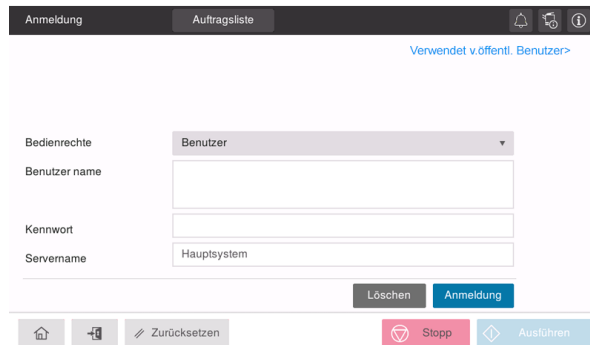 Anmeldung Auftragsliste
Verwendet v.öffentl. Benutzer>
Bedienrechte Benutzer
Benutzer name
Kennwort
Servername Hauptsystem
Löschen Anmeldung
Zurücksetzen Stopp Ausführen